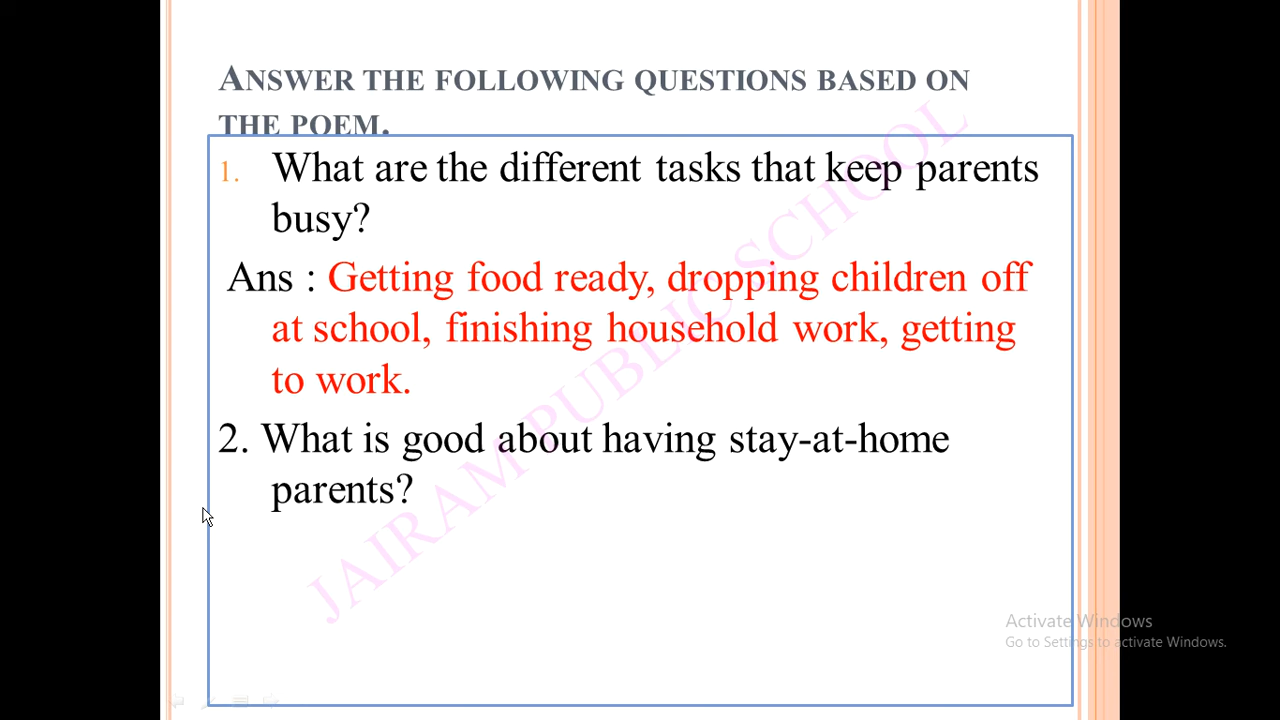 ANSWER THE FOLLOWING QUESTIONS BASED ON
THE POEM.
1. What are the different tasks that keep parents
busy?
Ans : Getting food ready, dropping children off
at school, finishing household work, getting
to work.
2. What is good about having stay-at-home
parents?
JAIRAM PUBLIC SCHOOL
Activate Windows
Go to Settings to activate Windows.